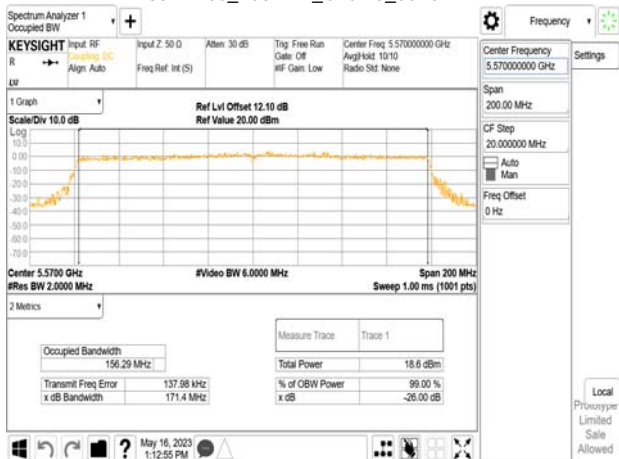 Spectrum Analyzer 1
Occupied BW
Frequency
KEYSIGHT
R
LXI
Input: RF
Coupling: DC
Align: Auto
Input Z: 50 Ω
Freq Ref: Int (S)
Atten: 30 dB
Trig: Free Run
Gate: Off
#IF Gain: Low
Center Freq: 5.570000000 GHz
Avg|Hold: 10/10
Radio Std: None
Center Frequency
5.570000000 GHz
Settings
Span
200.00 MHz
CF Step
20.000000 MHz
Auto
Man
Freq Offset
0 Hz
1 Graph
Scale/Div 10.0 dB
Ref Lvl Offset 12.10 dB
Ref Value 20.00 dBm
Log
10.0
0.00
-10.0
-20.0
-30.0
-40.0
-50.0
-60.0
-70.0
Center 5.5700 GHz
#Video BW 6.0000 MHz
Span 200 MHz
#Res BW 2.0000 MHz
Sweep 1.00 ms (1001 pts)
2 Metrics
Measure Trace Trace 1
Occupied Bandwidth
156.29 MHz
Total Power 18.6 dBm
Transmit Freq Error 137.98 kHz
% of OBW Power 99.00 %
x dB Bandwidth 171.4 MHz
x dB -26.00 dB
Local
Prototype
Limited
Sale
Allowed
?
May 16, 2023
1:12:55 PM